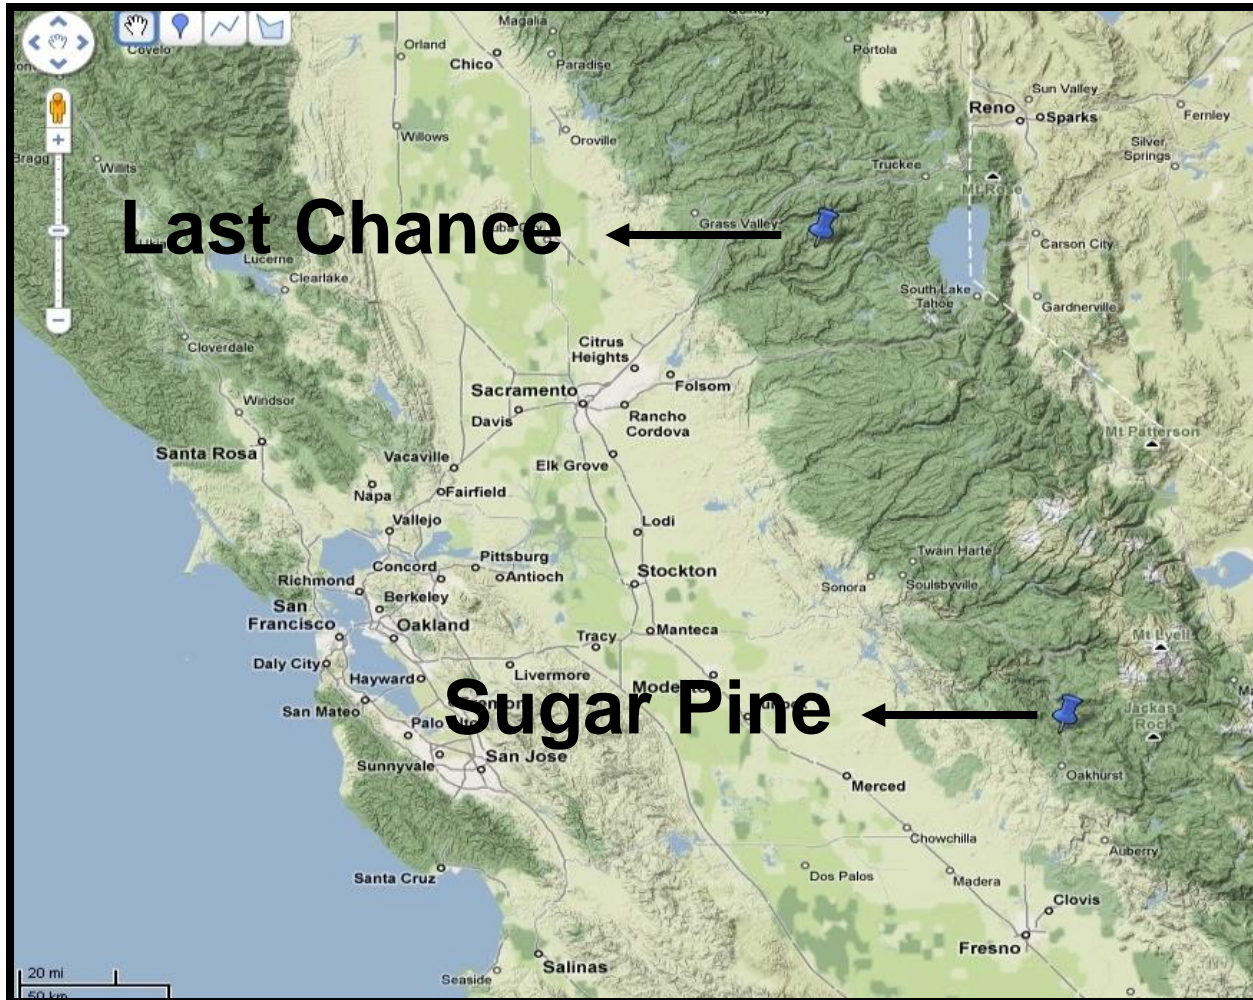 Magalia
Covelo
Orland
Chico
Paradise
Portola
Sun Valley
Reno
Sparks
Fernley
Willows
Oroville
Bragg
Willits
Truckee
Silver
Springs
Mt Rose
Last Chance
Grass Valley
Carson City
Lucerne
Clearlake
South Lake
Tahoe
Gardnerville
Cloverdale
Citrus
Heights
Sacramento
Folsom
Windsor
Davis
Rancho
Cordova
Mt Patterson
Santa Rosa
Vacaville
Elk Grove
Napa
Fairfield
Vallejo
Lodi
Pittsburg
Twain Harte
Concord
Antioch
Stockton
Richmond
Sonora
Soulsbyville
Berkeley
San
Francisco
Oakland
Tracy
Manteca
Mt Lyell
Daly City
Hayward
Livermore
Sugar Pine
San Mateo
Jackass
Rock
Sunnyvale
San Jose
Oakhurst
Merced
Chowchilla
Auberry
Santa Cruz
Dos Palos
Madera
Clovis
Fresno
Salinas
Seaside
20 mi
50 km